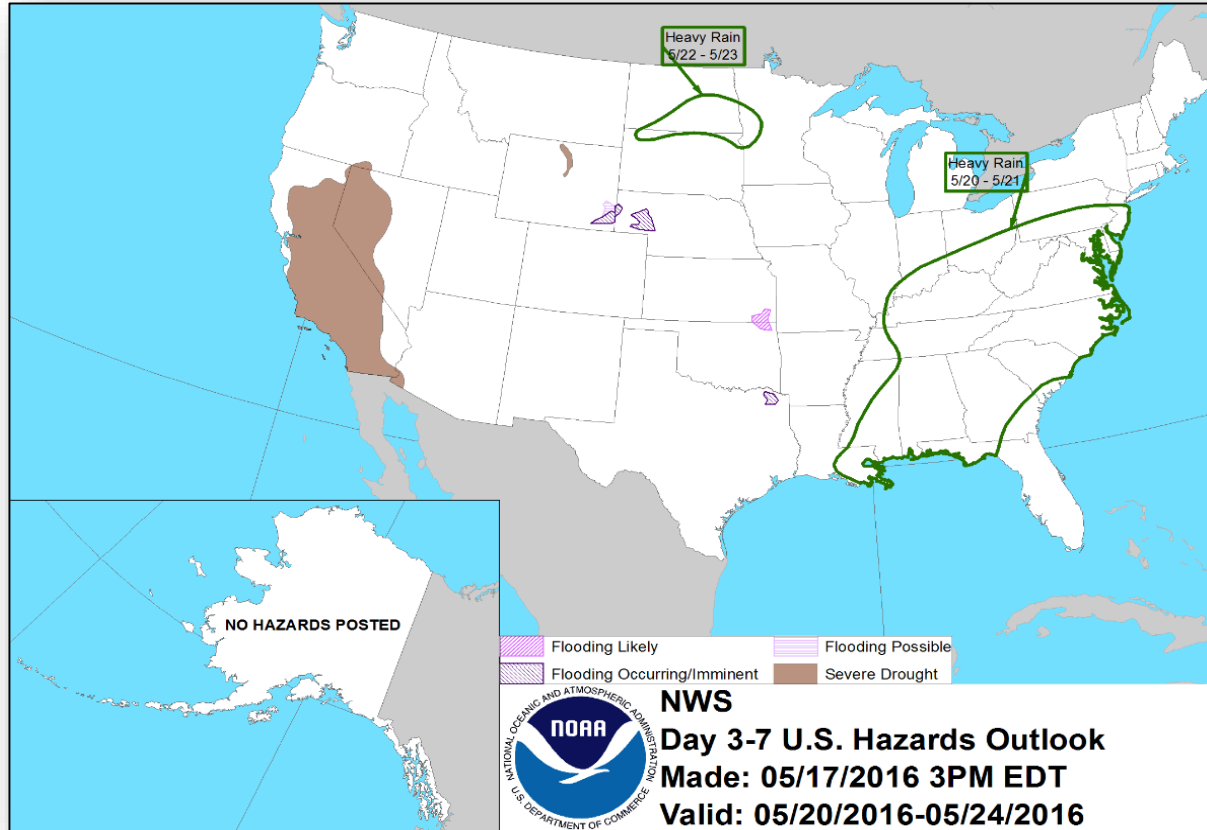 Heavy Rain
5/22 - 5/23
Heavy Rain
5/20 - 5/21
NO HAZARDS POSTED
Flooding Likely
Flooding Possible
Flooding Occurring/Imminent
Severe Drought
NATIONAL OCEANIC AND ATMOSPHERIC ADMINISTRATION
U.S. DEPARTMENT OF COMMERCE
NOAA
NWS
Day 3-7 U.S. Hazards Outlook
Made: 05/17/2016 3PM EDT
Valid: 05/20/2016-05/24/2016